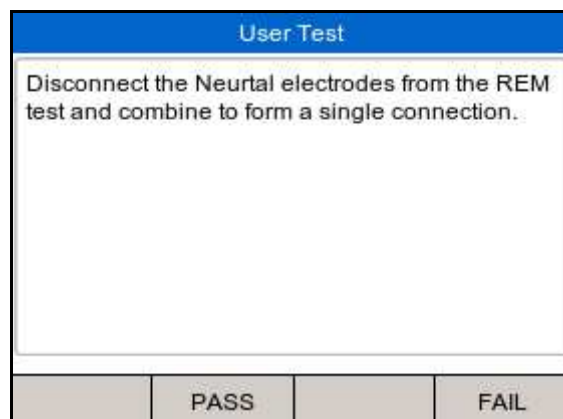 User Test
Disconnect the Neurtal electrodes from the REM
test and combine to form a single connection.
PASS
FAIL